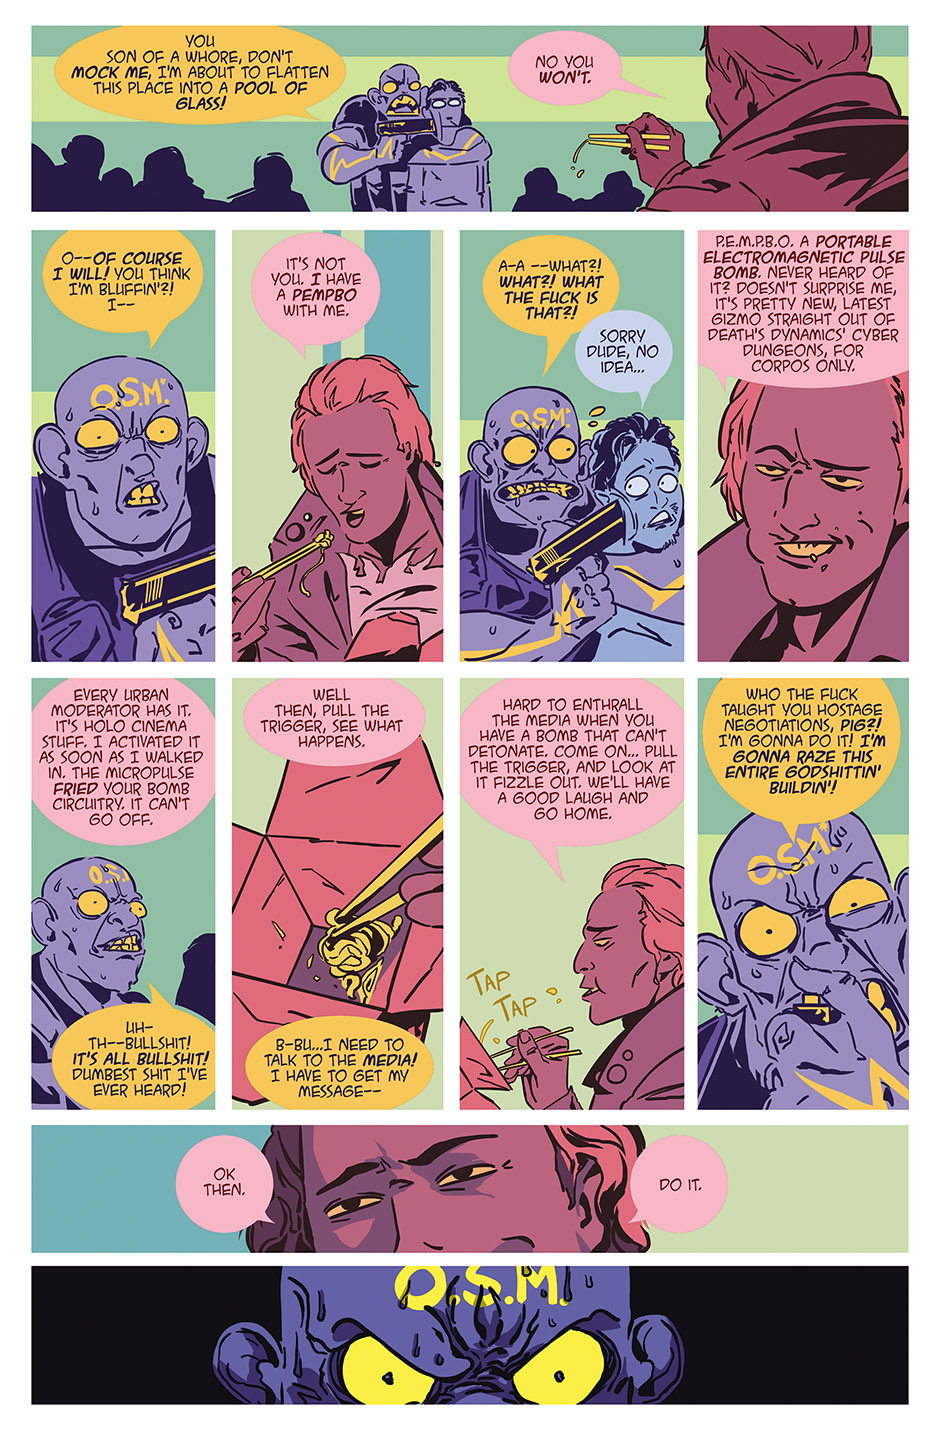 YOU
SON OF A WHORE, DON'T
MOCK ME, I'M ABOUT TO FLATTEN
THIS PLACE INTO A POOL OF
GLASS!
NO YOU
WON'T.
O--OF COURSE
I WILL! YOU THINK
I'M BLUFFIN'?!
I--
O.S.M.
IT'S NOT
YOU. I HAVE
A PEMPBO
WITH ME.
A-A --WHAT?!
WHAT?! WHAT
THE FUCK IS
THAT?!
SORRY
DUDE, NO
IDEA...
O.S.M.
P.E.M.P.B.O. A PORTABLE
ELECTROMAGNETIC PULSE
BOMB. NEVER HEARD OF
IT? DOESN'T SURPRISE ME,
IT'S PRETTY NEW, LATEST
GIZMO STRAIGHT OUT OF
DEATH'S DYNAMICS' CYBER
DUNGEONS, FOR
CORPOS ONLY.
EVERY URBAN
MODERATOR HAS IT.
IT'S HOLO CINEMA
STUFF. I ACTIVATED IT
AS SOON AS I WALKED
IN. THE MICROPULSE
FRIED YOUR BOMB
CIRCUITRY. IT CAN'T
GO OFF.
O.S.
UH-
TH--BULLSHIT!
IT'S ALL BULLSHIT!
DUMBEST SHIT I'VE
EVER HEARD!
WELL
THEN, PULL THE
TRIGGER, SEE WHAT
HAPPENS.
B-BU...I NEED TO
TALK TO THE MEDIA!
I HAVE TO GET MY
MESSAGE--
HARD TO ENTHRALL
THE MEDIA WHEN YOU
HAVE A BOMB THAT CAN'T
DETONATE. COME ON... PULL
THE TRIGGER, AND LOOK AT
IT FIZZLE OUT. WE'LL HAVE
A GOOD LAUGH AND
GO HOME.
TAP
TAP
WHO THE FUCK
TAUGHT YOU HOSTAGE
NEGOTIATIONS, PIG?!
I'M GONNA DO IT! I'M
GONNA RAZE THIS
ENTIRE GODSHITTIN'
BUILDIN'!
O.S.M.
OK
THEN.
DO IT.
O.S.M.